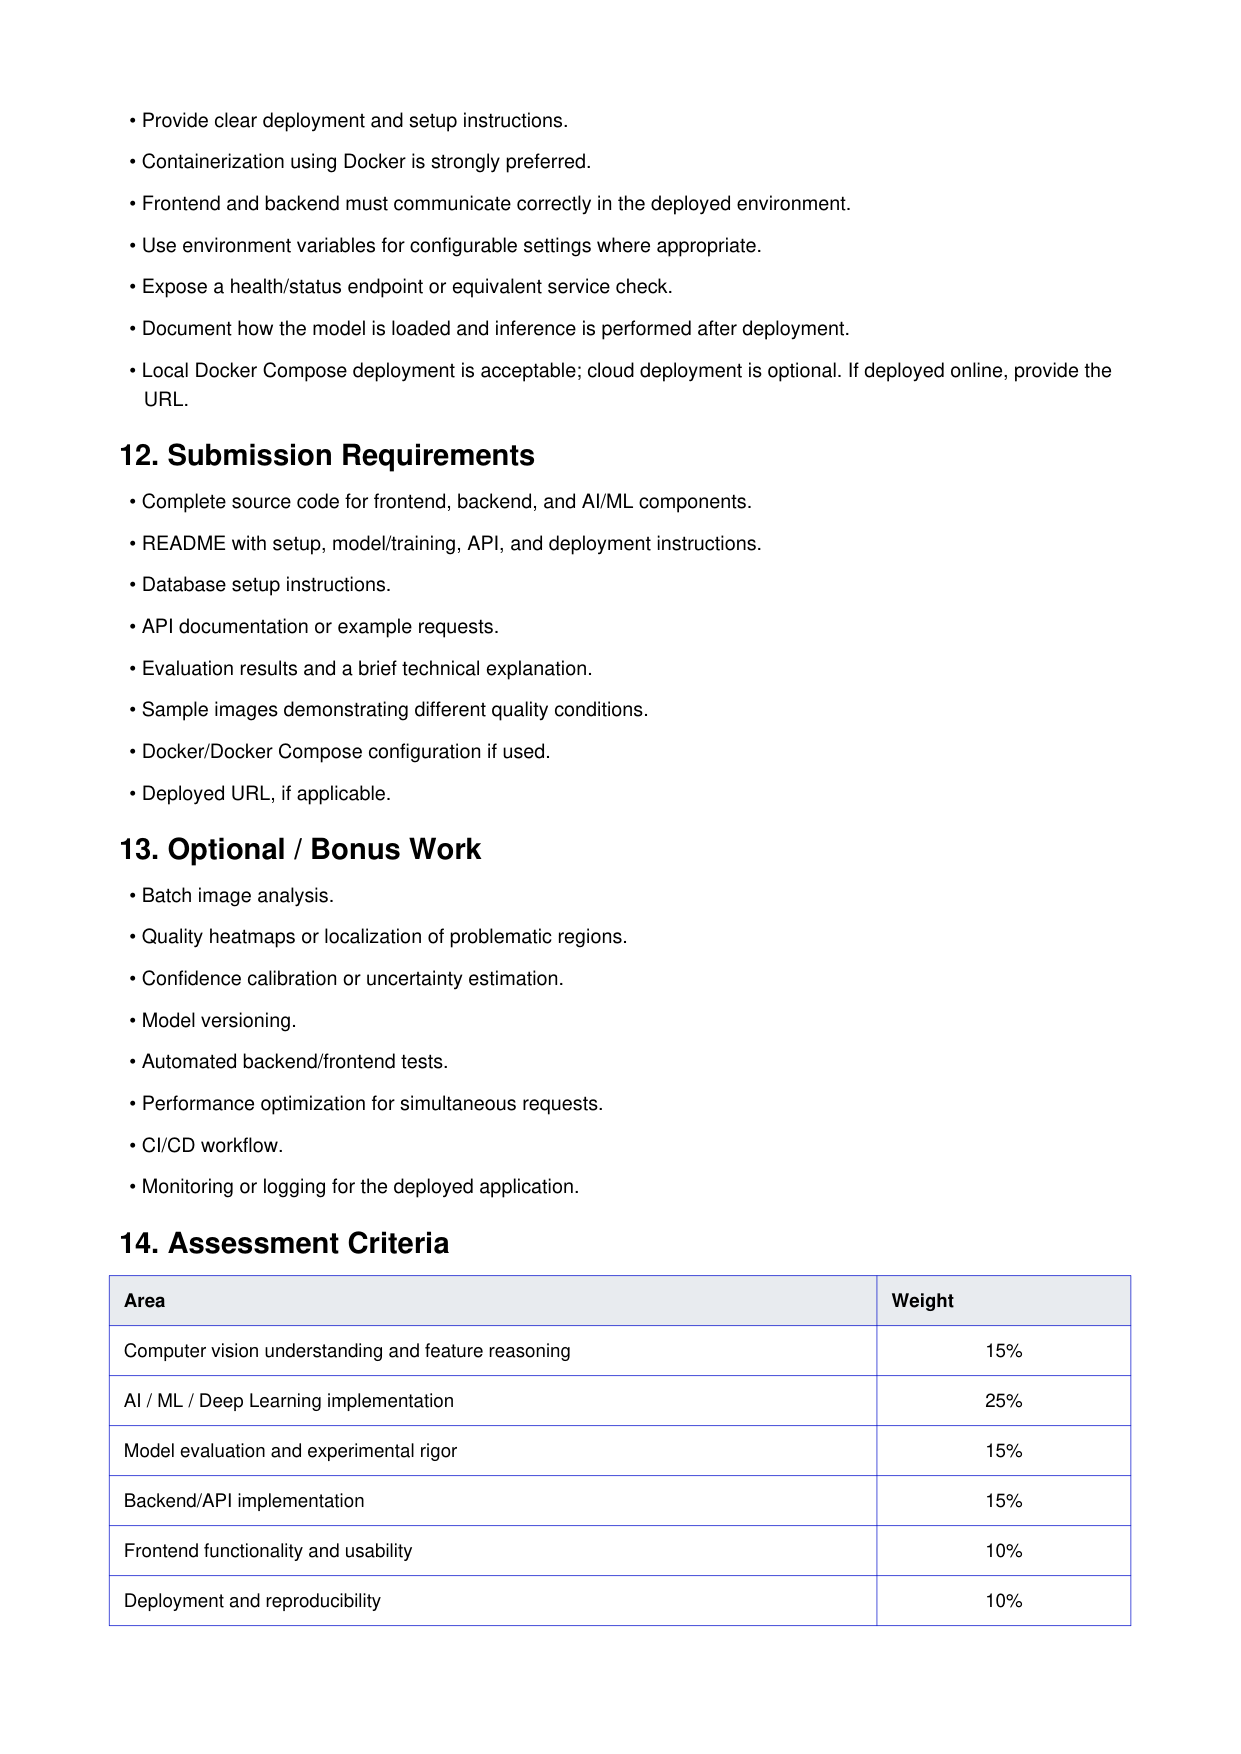 • Provide clear deployment and setup instructions.
• Containerization using Docker is strongly preferred.
• Frontend and backend must communicate correctly in the deployed environment.
• Use environment variables for configurable settings where appropriate.
• Expose a health/status endpoint or equivalent service check.
• Document how the model is loaded and inference is performed after deployment.
• Local Docker Compose deployment is acceptable; cloud deployment is optional. If deployed online, provide the
URL.
12. Submission Requirements
• Complete source code for frontend, backend, and AI/ML components.
• README with setup, model/training, API, and deployment instructions.
• Database setup instructions.
• API documentation or example requests.
• Evaluation results and a brief technical explanation.
• Sample images demonstrating different quality conditions.
• Docker/Docker Compose configuration if used.
• Deployed URL, if applicable.
13. Optional / Bonus Work
• Batch image analysis.
• Quality heatmaps or localization of problematic regions.
• Confidence calibration or uncertainty estimation.
• Model versioning.
• Automated backend/frontend tests.
• Performance optimization for simultaneous requests.
• CI/CD workflow.
• Monitoring or logging for the deployed application.
14. Assessment Criteria
Area Weight
Computer vision understanding and feature reasoning 15%
AI / ML / Deep Learning implementation 25%
Model evaluation and experimental rigor 15%
Backend/API implementation 15%
Frontend functionality and usability 10%
Deployment and reproducibility 10%